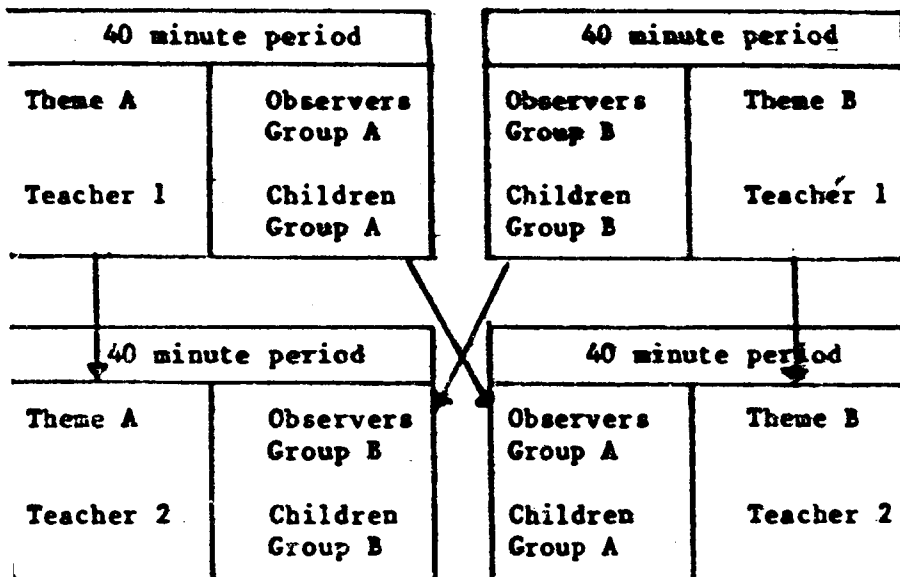 40 minute period
Theme A
Observers
Group A
Teacher 1
Children
Group A
40 minute period
Observers
Group B
Theme B
Children
Group B
Teacher 1
40 minute period
Theme A
Observers
Group B
Teacher 2
Children
Group B
40 minute period
Observers
Group A
Theme B
Children
Group A
Teacher 2